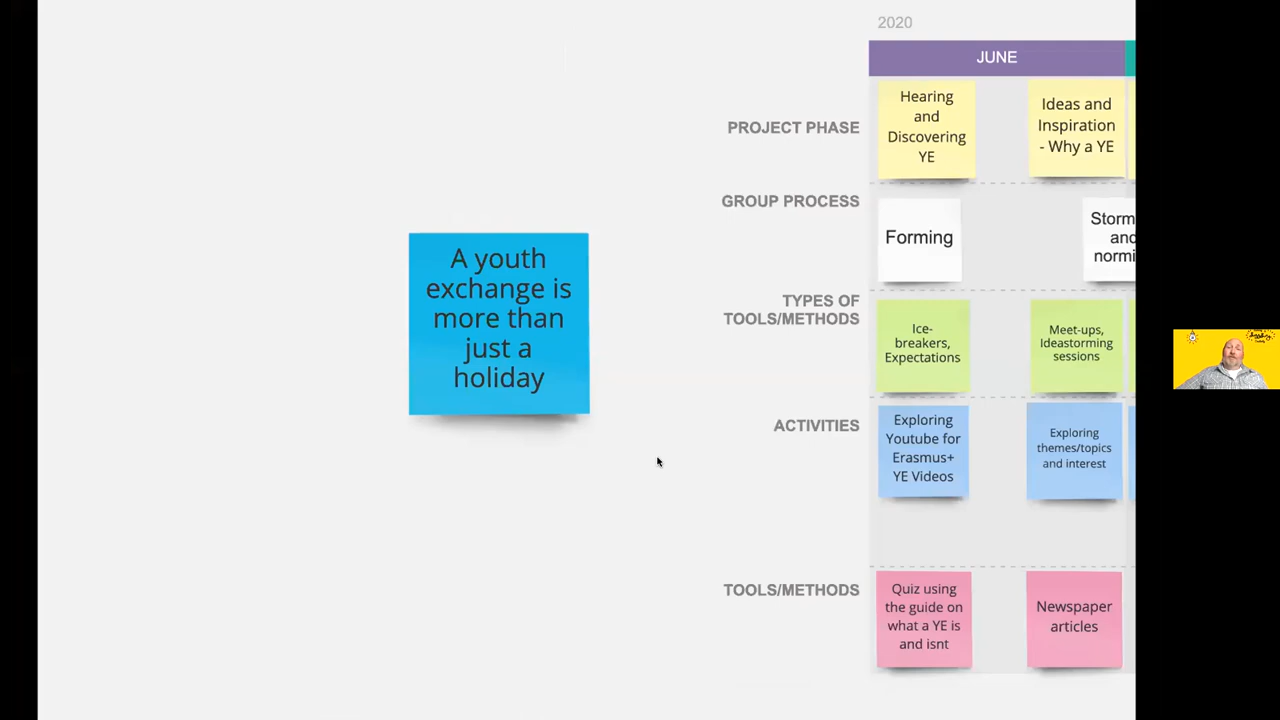 2020
JUNE
A youth
exchange is
more than
just a
holiday
PROJECT PHASE
Hearing
and
Discovering
YE
Ideas and
Inspiration
- Why a YE
GROUP PROCESS
Forming
Storm
and
normi
TYPES OF
TOOLS/METHODS
Ice-
breakers,
Expectations
Meet-ups,
Ideastorming
sessions
ACTIVITIES
Exploring
Youtube for
Erasmus+
YE Videos
Exploring
themes/topics
and interest
TOOLS/METHODS
Quiz using
the guide on
what a YE is
and isnt
Newspaper
articles